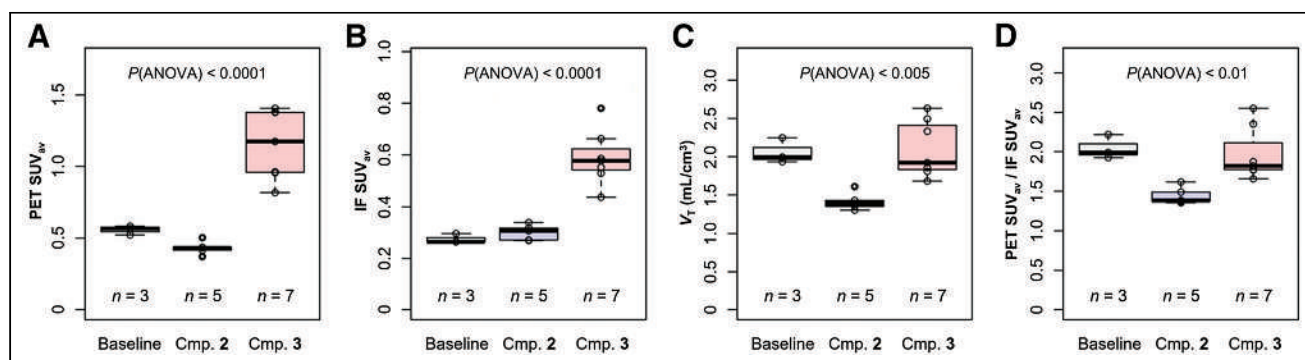 A
PET SUVav
1.5
1.0
0.5
0
P(ANOVA) < 0.0001
n = 3
n = 5
n = 7
Baseline
Cmp. 2
Cmp. 3
B
IF SUVav
1.0
0.8
0.6
0.4
0.2
0
P(ANOVA) < 0.0001
n = 3
n = 5
n = 7
Baseline
Cmp. 2
Cmp. 3
C
VT (mL/cm³)
3.0
2.5
2.0
1.5
1.0
0.5
0
P(ANOVA) < 0.005
n = 3
n = 5
n = 7
Baseline
Cmp. 2
Cmp. 3
D
PET SUVav / IF SUVav
3.0
2.5
2.0
1.5
1.0
0.5
0
P(ANOVA) < 0.01
n = 3
n = 5
n = 7
Baseline
Cmp. 2
Cmp. 3